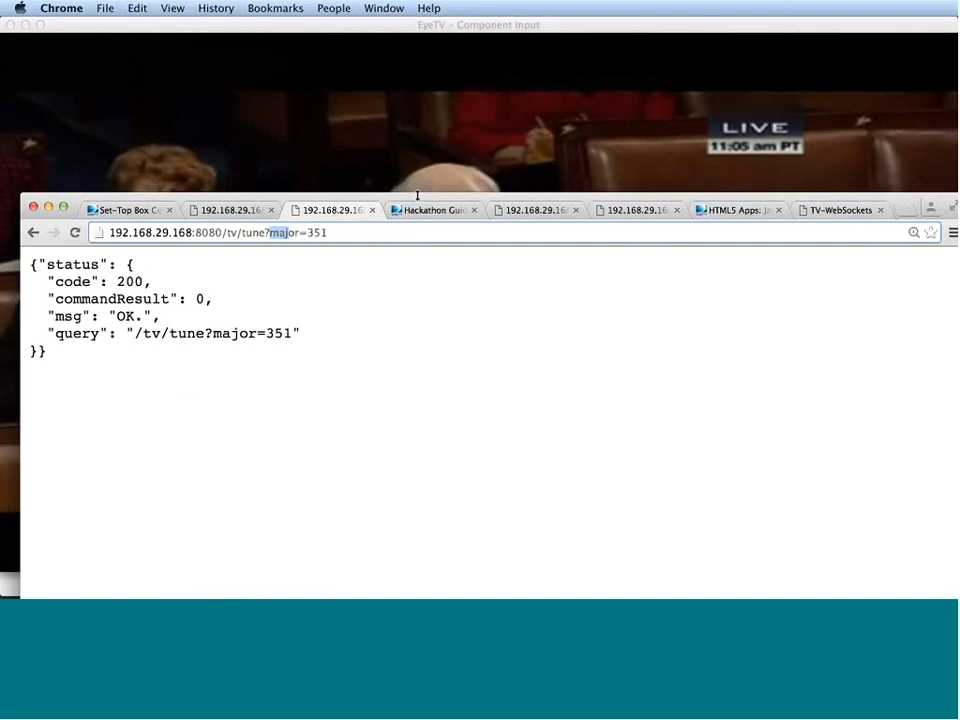 Chrome File Edit View History Bookmarks People Window Help
EyeTV - Component Input
LIVE
11:05 am PT
Set-Top Box C 192.168.29.16 192.168.29.16 Hackathon Gui 192.168.29.16 192.168.29.16 HTML5 Apps: J TV-WebSockets
192.168.29.168:8080/tv/tune?major=351
{"status": {
"code": 200,
"commandResult": 0,
"msg": "OK.",
"query": "/tv/tune?major=351"
}}